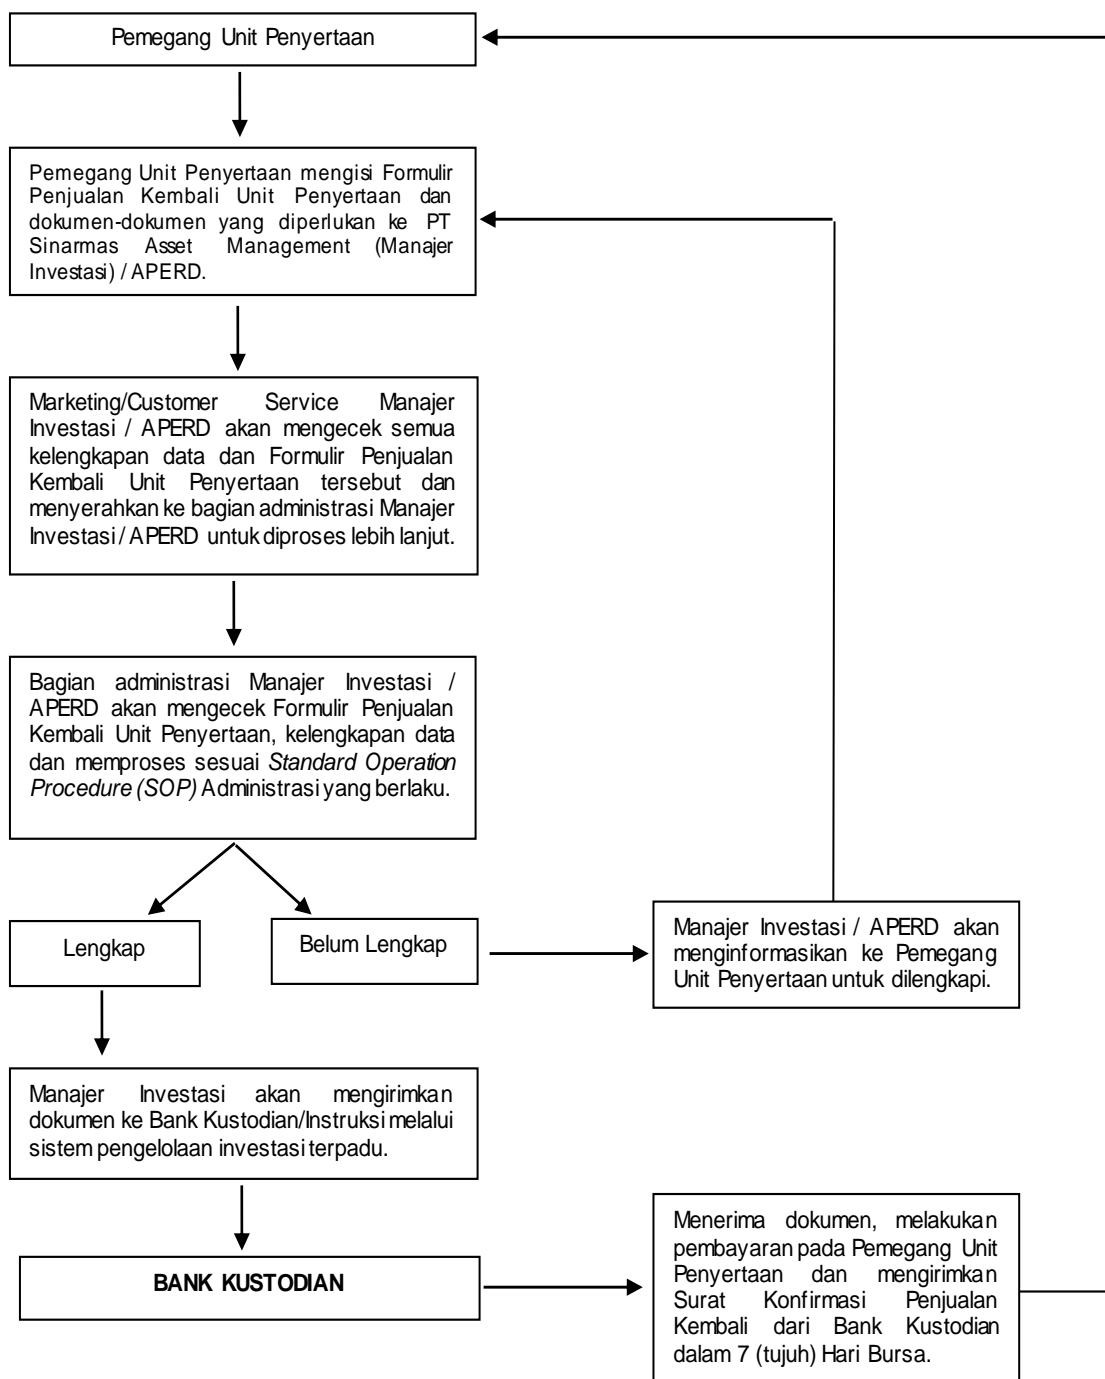 Pemegang Unit Penyertaan
Pemegang Unit Penyertaan mengisi Formulir
Penjualan Kembali Unit Penyertaan dan
dokumen-dokumen yang diperlukan ke PT
Sinarmas Asset Management (Manajer
Investasi) / APERD.
Marketing/Customer Service Manajer
Investasi / APERD akan mengecek semua
kelengkapan data dan Formulir Penjualan
Kembali Unit Penyertaan tersebut dan
menyerahkan ke bagian administrasi Manajer
Investasi / APERD untuk diproses lebih lanjut.
Bagian administrasi Manajer Investasi /
APERD akan mengecek Formulir Penjualan
Kembali Unit Penyertaan, kelengkapan data
dan memproses sesuai Standard Operation
Procedure (SOP) Administrasi yang berlaku.
Lengkap
Belum Lengkap
Manajer Investasi / APERD akan
menginformasikan ke Pemegang
Unit Penyertaan untuk dilengkapi.
Manajer Investasi akan mengirimkan
dokumen ke Bank Kustodian/Instruksi melalui
sistem pengelolaan investasi terpadu.
BANK KUSTODIAN
Menerima dokumen, melakukan
pembayaran pada Pemegang Unit
Penyertaan dan mengirimkan
Surat Konfirmasi Penjualan
Kembali dari Bank Kustodian
dalam 7 (tujuh) Hari Bursa.